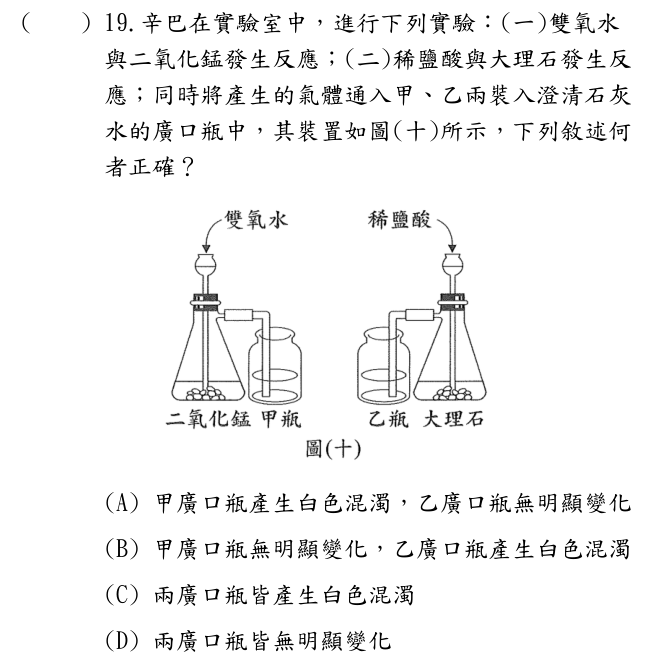 (　　) 19.辛巴在實驗室中，進行下列實驗：(一)雙氧水
與二氧化錳發生反應；(二)稀鹽酸與大理石發生反
應；同時將產生的氣體通入甲、乙兩裝入澄清石灰
水的廣口瓶中，其裝置如圖(十)所示，下列敘述何
者正確？
雙氧水　稀鹽酸
二氧化錳 甲瓶　乙瓶 大理石
圖(十)
(A) 甲廣口瓶產生白色混濁，乙廣口瓶無明顯變化
(B) 甲廣口瓶無明顯變化，乙廣口瓶產生白色混濁
(C) 兩廣口瓶皆產生白色混濁
(D) 兩廣口瓶皆無明顯變化